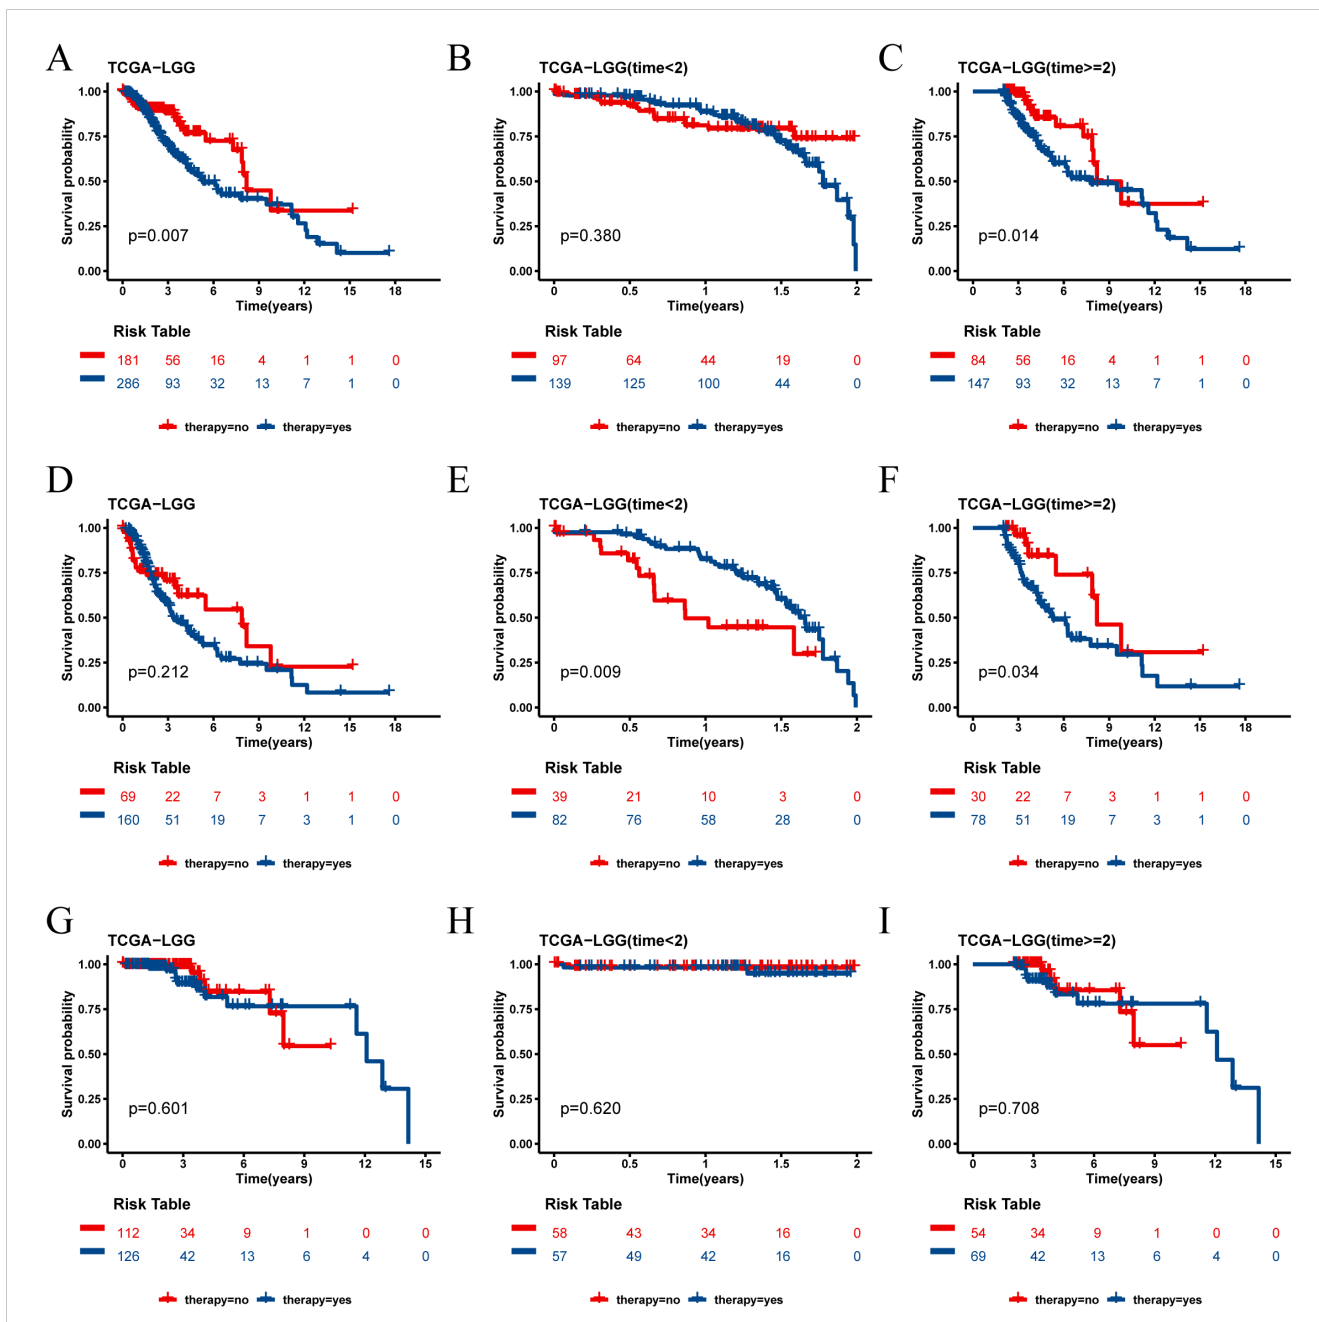 A
TCGA−LGG
Survival probability
1.00
0.75
0.50
0.25
0.00
p=0.007
0 3 6 9 12 15 18
Time(years)
Risk Table
181 56 16 4 1 1 0
286 93 32 13 7 1 0
therapy=no therapy=yes
B
TCGA−LGG(time<2)
Survival probability
1.00
0.75
0.50
0.25
0.00
p=0.380
0 0.5 1 1.5 2
Time(years)
Risk Table
97 64 44 19 0
139 125 100 44 0
therapy=no therapy=yes
C
TCGA−LGG(time>=2)
Survival probability
1.00
0.75
0.50
0.25
0.00
p=0.014
0 3 6 9 12 15 18
Time(years)
Risk Table
84 56 16 4 1 1 0
147 93 32 13 7 1 0
therapy=no therapy=yes
D
TCGA−LGG
Survival probability
1.00
0.75
0.50
0.25
0.00
p=0.212
0 3 6 9 12 15 18
Time(years)
Risk Table
69 22 7 3 1 1 0
160 51 19 7 3 1 0
therapy=no therapy=yes
E
TCGA−LGG(time<2)
Survival probability
1.00
0.75
0.50
0.25
0.00
p=0.009
0 0.5 1 1.5 2
Time(years)
Risk Table
39 21 10 3 0
82 76 58 28 0
therapy=no therapy=yes
F
TCGA−LGG(time>=2)
Survival probability
1.00
0.75
0.50
0.25
0.00
p=0.034
0 3 6 9 12 15 18
Time(years)
Risk Table
30 22 7 3 1 1 0
78 51 19 7 3 1 0
therapy=no therapy=yes
G
TCGA−LGG
Survival probability
1.00
0.75
0.50
0.25
0.00
p=0.601
0 3 6 9 12 15
Time(years)
Risk Table
112 34 9 1 0 0
126 42 13 6 4 0
therapy=no therapy=yes
H
TCGA−LGG(time<2)
Survival probability
1.00
0.75
0.50
0.25
0.00
p=0.620
0 0.5 1 1.5 2
Time(years)
Risk Table
58 43 34 16 0
57 49 42 16 0
therapy=no therapy=yes
I
TCGA−LGG(time>=2)
Survival probability
1.00
0.75
0.50
0.25
0.00
p=0.708
0 3 6 9 12 15
Time(years)
Risk Table
54 34 9 1 0 0
69 42 13 6 4 0
therapy=no therapy=yes